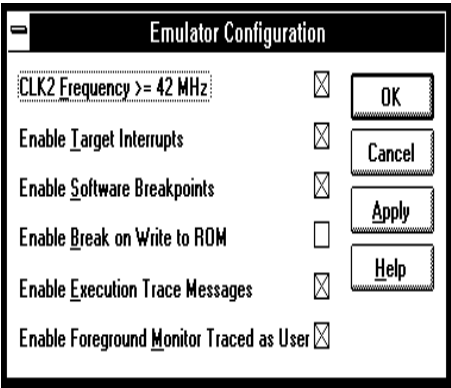 Emulator Configuration
CLK2 Frequency >= 42 MHz
OK
Enable Target Interrupts
Cancel
Enable Software Breakpoints
Apply
Enable Break on Write to ROM
Help
Enable Execution Trace Messages
Enable Foreground Monitor Traced as User